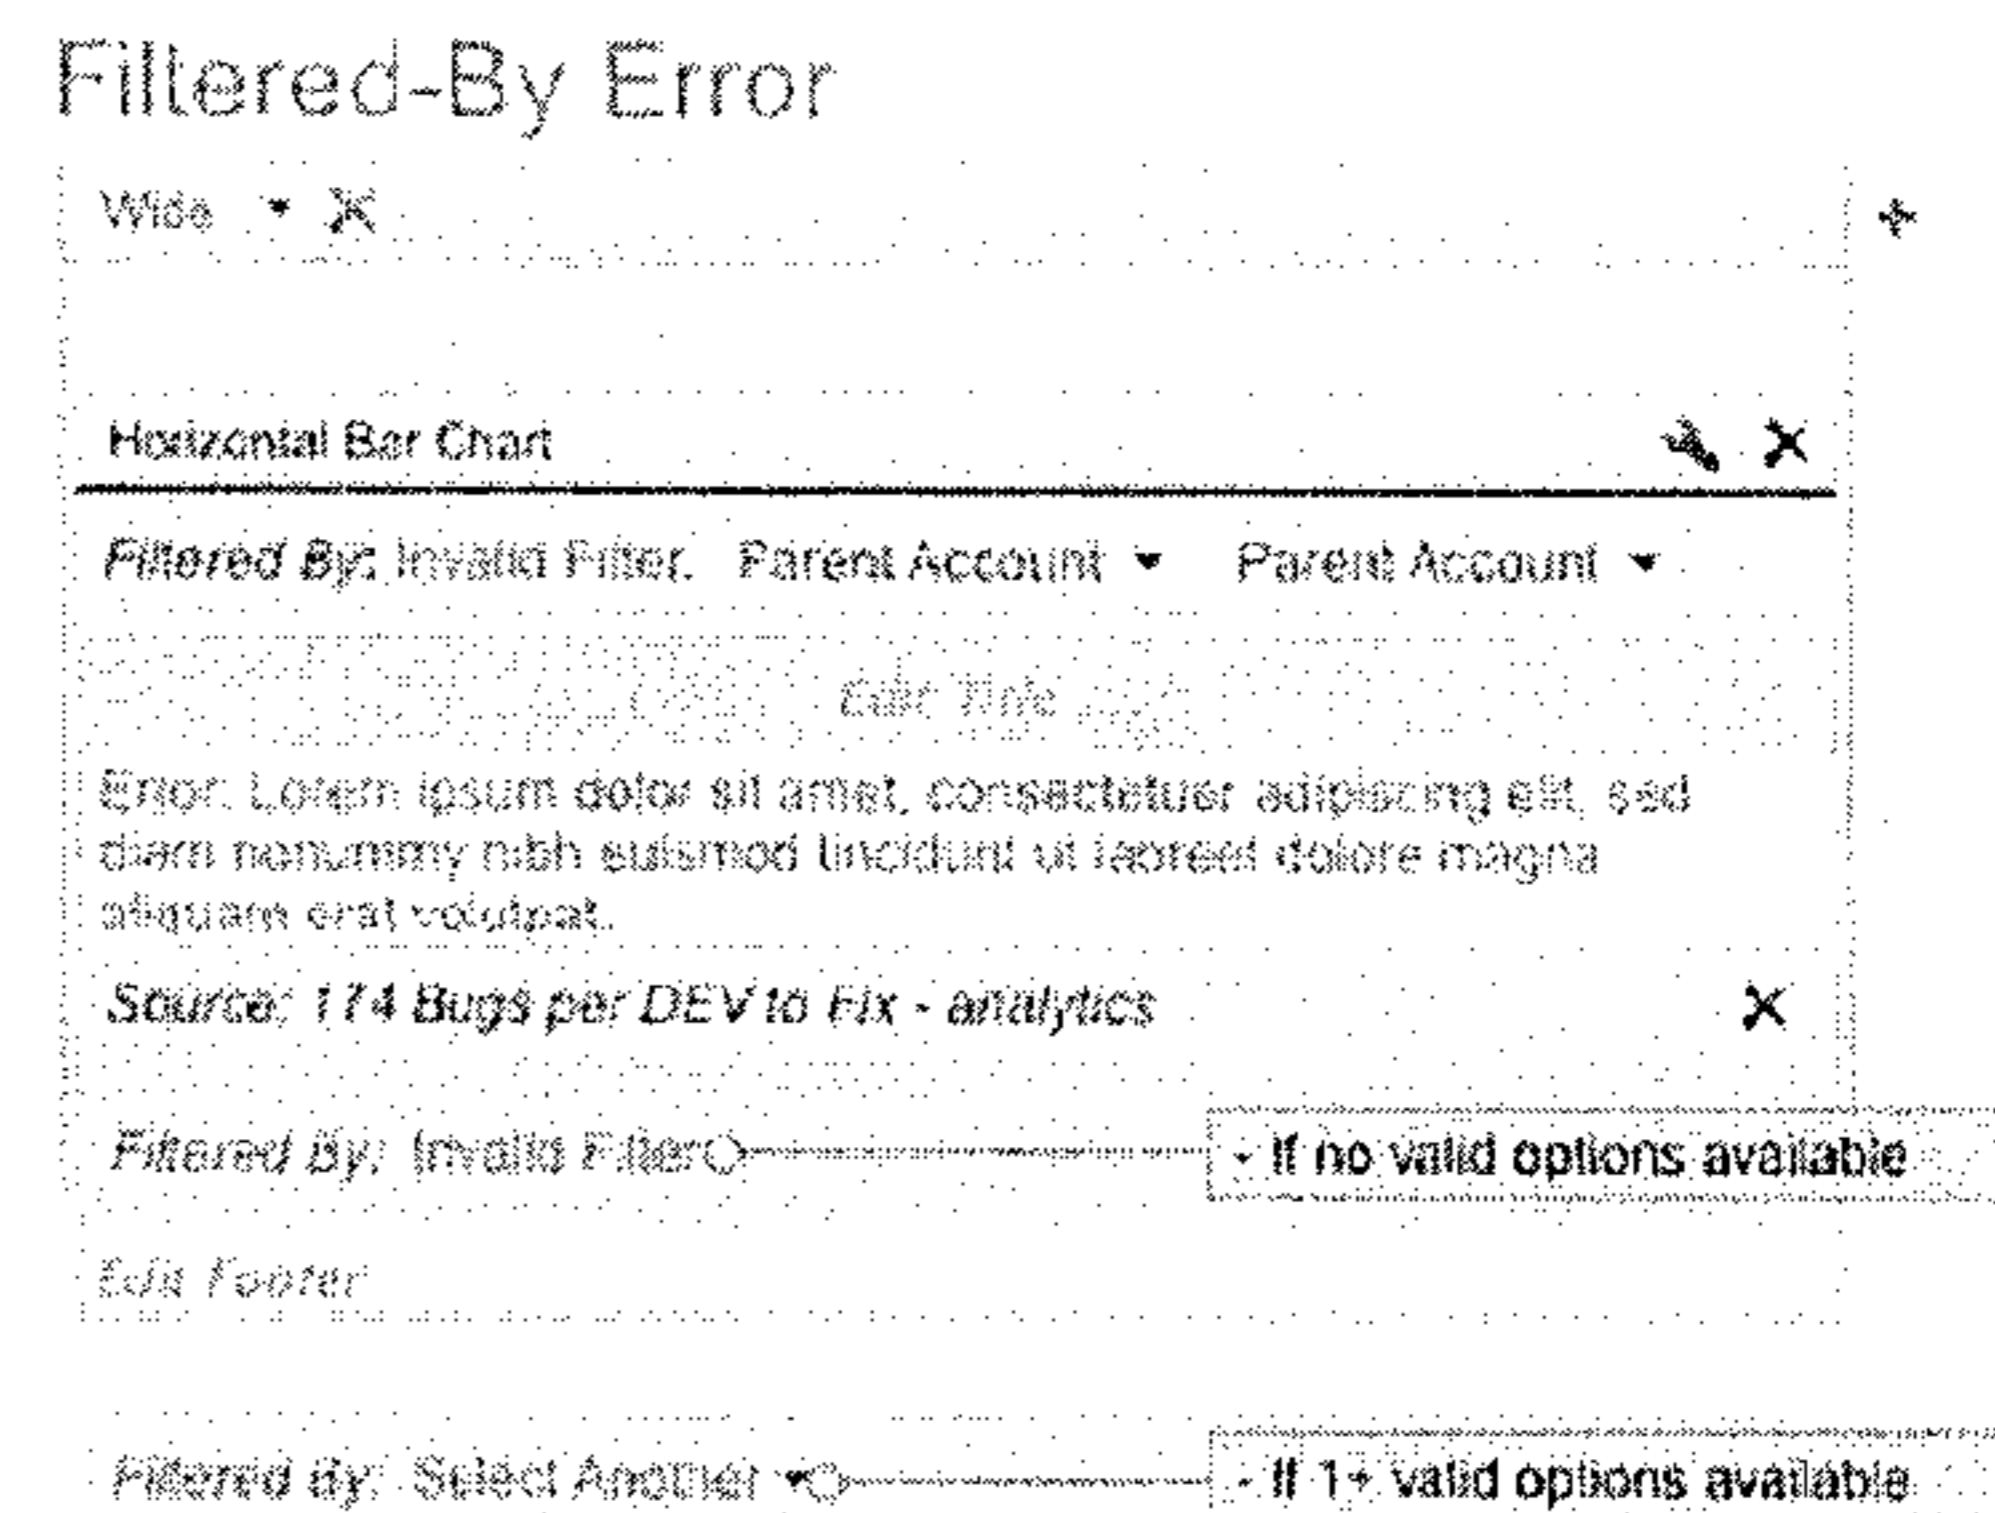 Filtered-By Error
Wide
Horizontal Bar Chart
Filtered By: Invalid Filter. Parent Account Parent Account
Edit Title
Error: Lorem ipsum dolor sit amet, consectetuer adipiscing elit, sed
diam nonummy nibh euismod tincidunt ut laoreet dolore magna
aliquam erat volutpat.
Source: 174 Bugs per DEV to Fix - analytics
Filtered By: Invalid Filter
- If no valid options available
Edit Footer
Filtered By: Select Another
- If 1+ valid options available